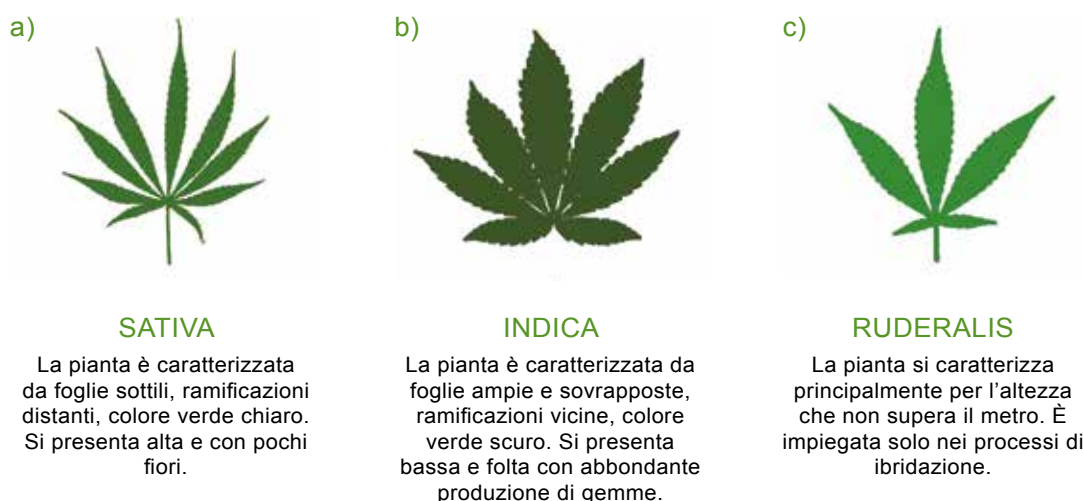 a)
SATIVA
La pianta è caratterizzata
da foglie sottili, ramificazioni
distanti, colore verde chiaro.
Si presenta alta e con pochi
fiori.
b)
INDICA
La pianta è caratterizzata da
foglie ampie e sovrapposte,
ramificazioni vicine, colore
verde scuro. Si presenta
bassa e folta con abbondante
produzione di gemme.
c)
RUDERALIS
La pianta si caratterizza
principalmente per l’altezza
che non supera il metro. È
impiegata solo nei processi di
ibridazione.